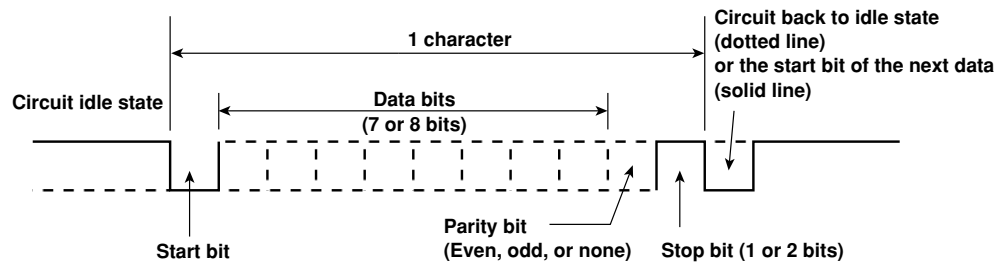 Circuit back to idle state
(dotted line)
or the start bit of the next data
(solid line)
1 character
Circuit idle state
Data bits
(7 or 8 bits)
Parity bit
(Even, odd, or none)
Start bit
Stop bit (1 or 2 bits)